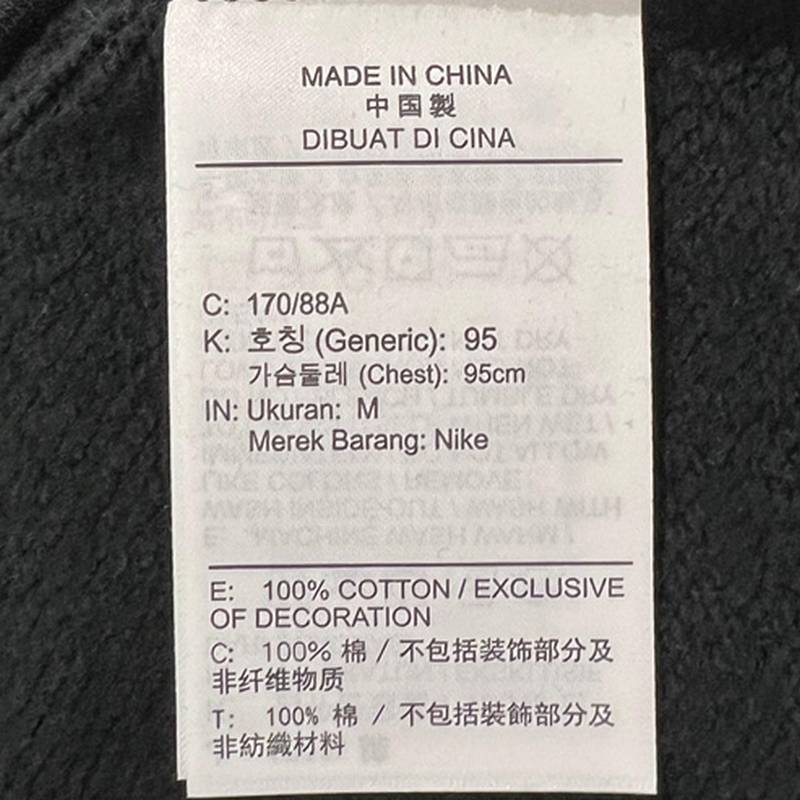 MADE IN CHINA
中国製
DIBUAT DI CINA
C: 170/88A
K: 호칭 (Generic): 95
가슴둘레 (Chest): 95cm
IN: Ukuran: M
Merek Barang: Nike
E: 100% COTTON / EXCLUSIVE
OF DECORATION
C: 100% 棉 / 不包括装饰部分及
非纤维物质
T: 100% 棉 / 不包括裝飾部分及
非紡織材料